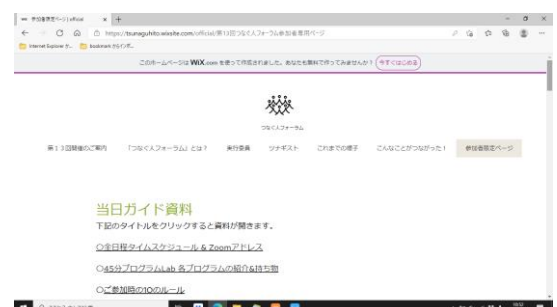 参加者限定ページ | official
https://tsunaguhito.wixsite.com/official/第13回つなぐ人フォーラム参加者専用ページ
Internet Explorer から...
bookmark から(イン...
このホームページは WiX.com を使って作成されました。あなたも無料で作ってみませんか? 今すぐはじめる
つなぐ人フォーラム
第13回開催のご案内 「つなぐ人フォーラム」とは? 実行委員 ツナギスト これまでの様子 こんなことがつながった! 参加者限定ページ
当日ガイド資料
下記のタイトルをクリックすると資料が開きます。
〇全日程タイムスケジュール & Zoomアドレス
〇45分プログラムLab 各プログラムの紹介&持ち物
〇ご参加時の10のルール